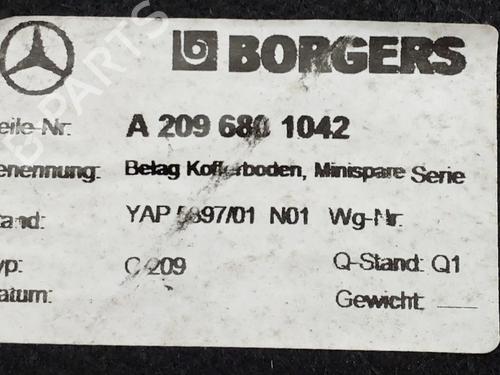 BORGERS
eile-Nr. A 209 680 1042
enennung: Belag Kofferboden, Minispare Serie
tand: YAP 5897/01 N01 Wg-Nr.
yp: C 209 Q-Stand: Q1
atum: Gewicht: